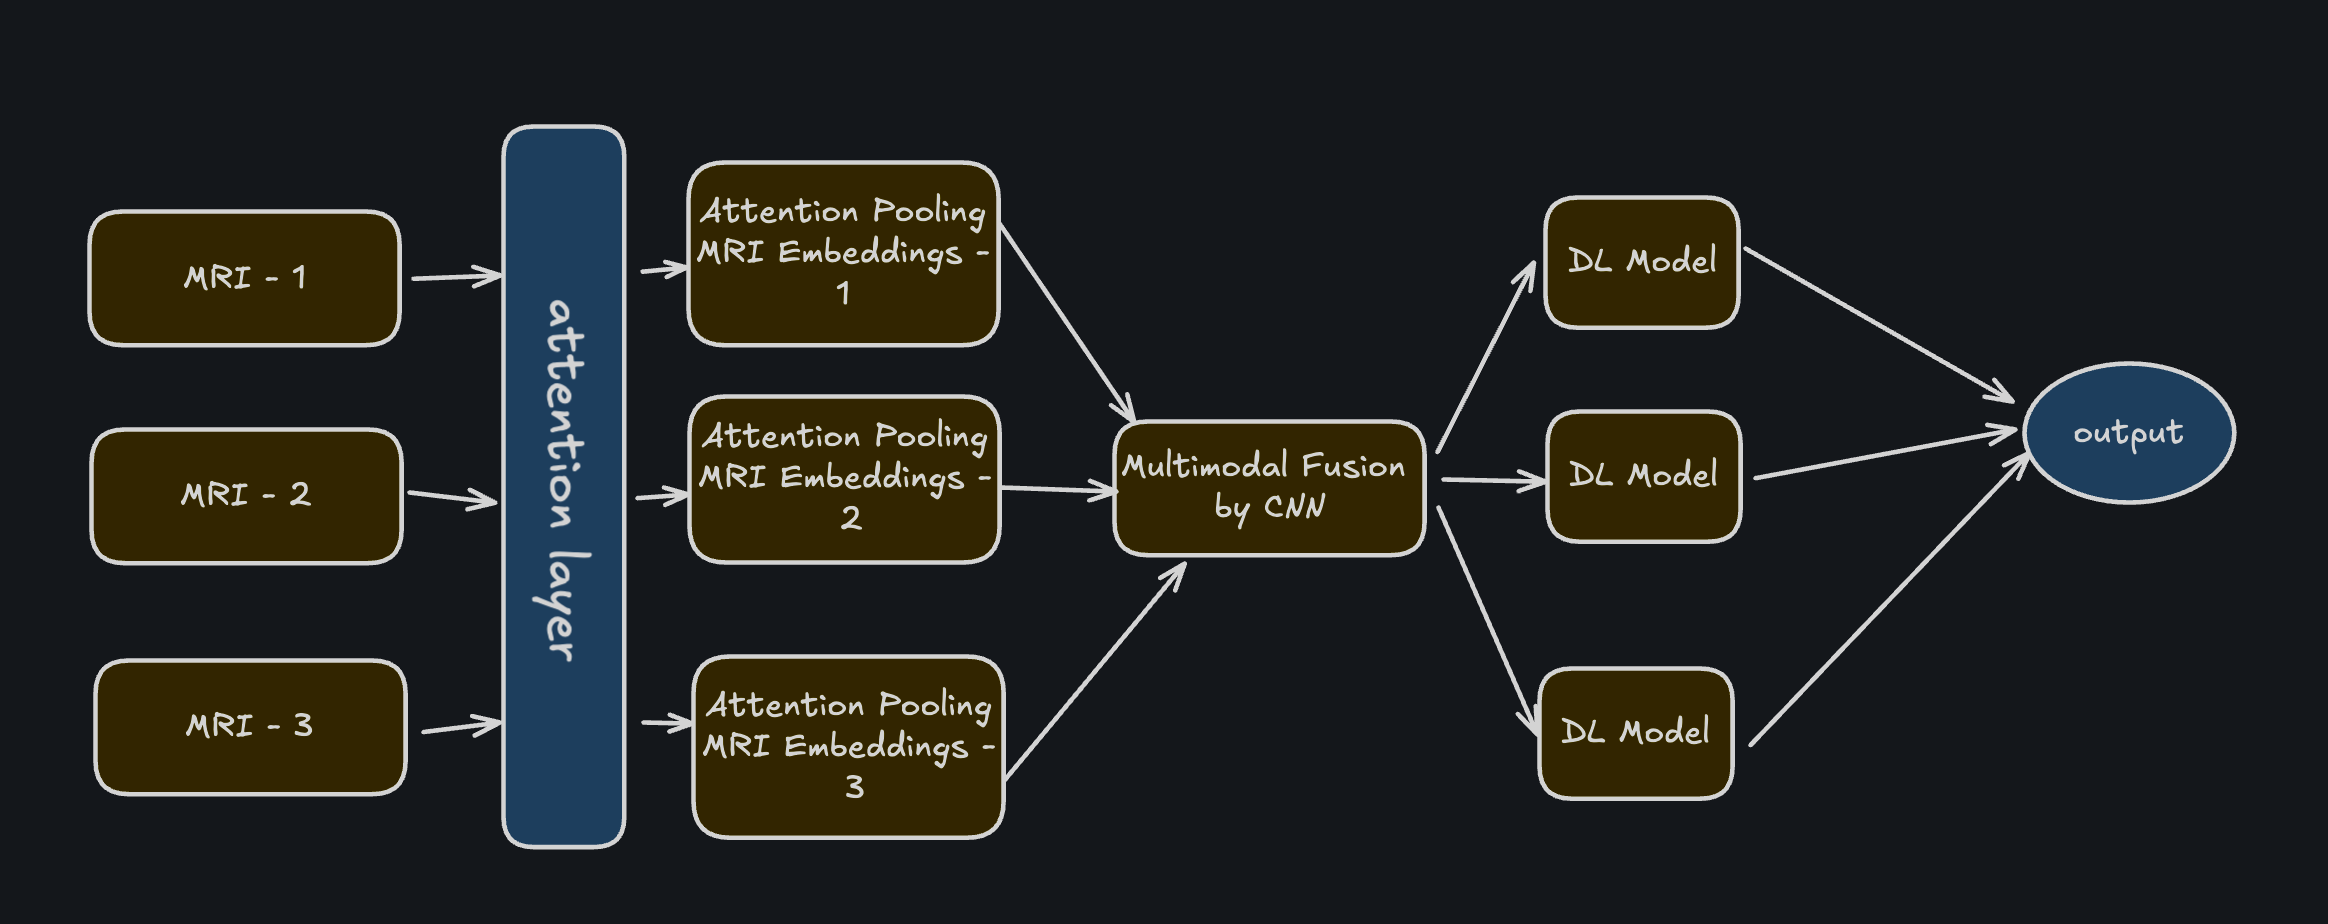 MRI - 1
MRI - 2
MRI - 3
attention layer
Attention Pooling
MRI Embeddings -
1
Attention Pooling
MRI Embeddings -
2
Attention Pooling
MRI Embeddings -
3
Multimodal Fusion
by CNN
DL Model
DL Model
DL Model
output